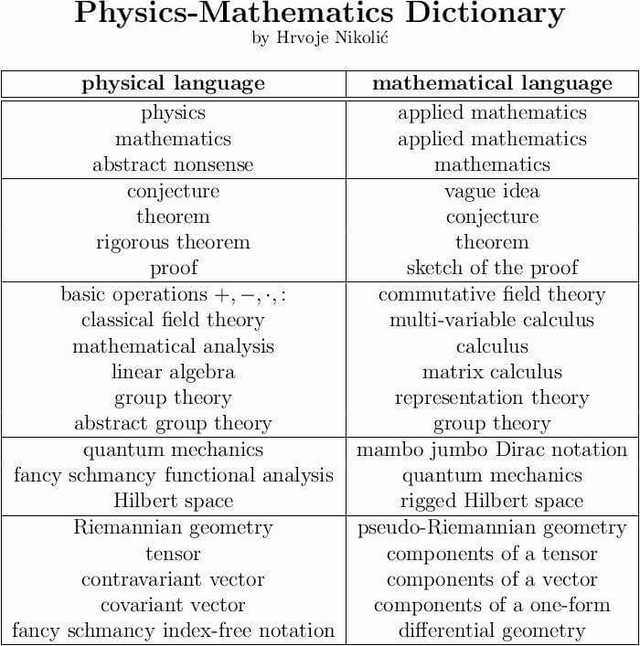 Physics-Mathematics Dictionary
by Hrvoje Nikolić
physical language mathematical language
physics applied mathematics
mathematics applied mathematics
abstract nonsense mathematics
conjecture vague idea
theorem conjecture
rigorous theorem theorem
proof sketch of the proof
basic operations +, −, ·, : commutative field theory
classical field theory multi-variable calculus
mathematical analysis calculus
linear algebra matrix calculus
group theory representation theory
abstract group theory group theory
quantum mechanics mambo jumbo Dirac notation
fancy schmancy functional analysis quantum mechanics
Hilbert space rigged Hilbert space
Riemannian geometry pseudo-Riemannian geometry
tensor components of a tensor
contravariant vector components of a vector
covariant vector components of a one-form
fancy schmancy index-free notation differential geometry